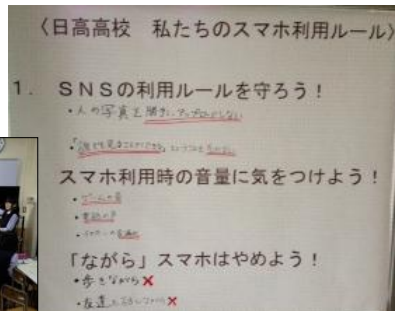 〈日高高校　私たちのスマホ利用ルール〉
1．ＳＮＳの利用ルールを守ろう！
・人の写真を勝手にアップロードしない
スマホ利用時の音量に気をつけよう！
・ゲームの音
「ながら」スマホはやめよう！
・歩きながら×
・友達と話しながら×